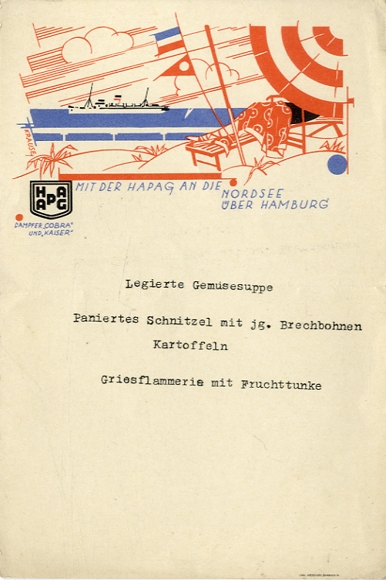 KRAUSE
HAPAG
MIT DER HAPAG AN DIE NORDSEE
ÜBER HAMBURG
DAMPFER „COBRA“
UND „KAISER“
Legierte Gemüsesuppe
Paniertes Schnitzel mit jg. Brechbohnen
Kartoffeln
Griesflammerie mit Fruchttunke